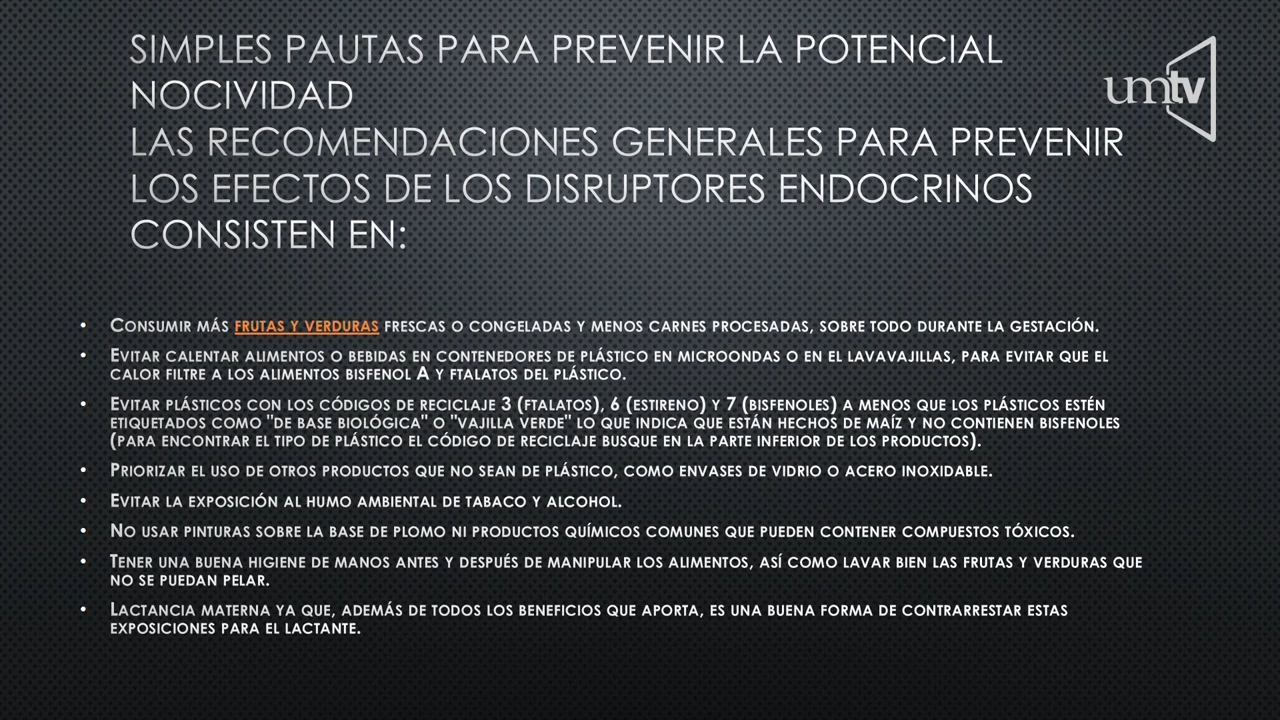 SIMPLES PAUTAS PARA PREVENIR LA POTENCIAL
NOCIVIDAD
LAS RECOMENDACIONES GENERALES PARA PREVENIR
LOS EFECTOS DE LOS DISRUPTORES ENDOCRINOS
CONSISTEN EN:
umtv
• CONSUMIR MÁS FRUTAS Y VERDURAS FRESCAS O CONGELADAS Y MENOS CARNES PROCESADAS, SOBRE TODO DURANTE LA GESTACIÓN.
• EVITAR CALENTAR ALIMENTOS O BEBIDAS EN CONTENEDORES DE PLÁSTICO EN MICROONDAS O EN EL LAVAVAJILLAS, PARA EVITAR QUE EL
CALOR FILTRE A LOS ALIMENTOS BISFENOL A Y FTALATOS DEL PLÁSTICO.
• EVITAR PLÁSTICOS CON LOS CÓDIGOS DE RECICLAJE 3 (FTALATOS), 6 (ESTIRENO) Y 7 (BISFENOLES) A MENOS QUE LOS PLÁSTICOS ESTÉN
ETIQUETADOS COMO "DE BASE BIOLÓGICA" O "VAJILLA VERDE" LO QUE INDICA QUE ESTÁN HECHOS DE MAÍZ Y NO CONTIENEN BISFENOLES
(PARA ENCONTRAR EL TIPO DE PLÁSTICO EL CÓDIGO DE RECICLAJE BUSQUE EN LA PARTE INFERIOR DE LOS PRODUCTOS).
• PRIORIZAR EL USO DE OTROS PRODUCTOS QUE NO SEAN DE PLÁSTICO, COMO ENVASES DE VIDRIO O ACERO INOXIDABLE.
• EVITAR LA EXPOSICIÓN AL HUMO AMBIENTAL DE TABACO Y ALCOHOL.
• NO USAR PINTURAS SOBRE LA BASE DE PLOMO NI PRODUCTOS QUÍMICOS COMUNES QUE PUEDEN CONTENER COMPUESTOS TÓXICOS.
• TENER UNA BUENA HIGIENE DE MANOS ANTES Y DESPUÉS DE MANIPULAR LOS ALIMENTOS, ASÍ COMO LAVAR BIEN LAS FRUTAS Y VERDURAS QUE
NO SE PUEDAN PELAR.
• LACTANCIA MATERNA YA QUE, ADEMÁS DE TODOS LOS BENEFICIOS QUE APORTA, ES UNA BUENA FORMA DE CONTRARRESTAR ESTAS
EXPOSICIONES PARA EL LACTANTE.